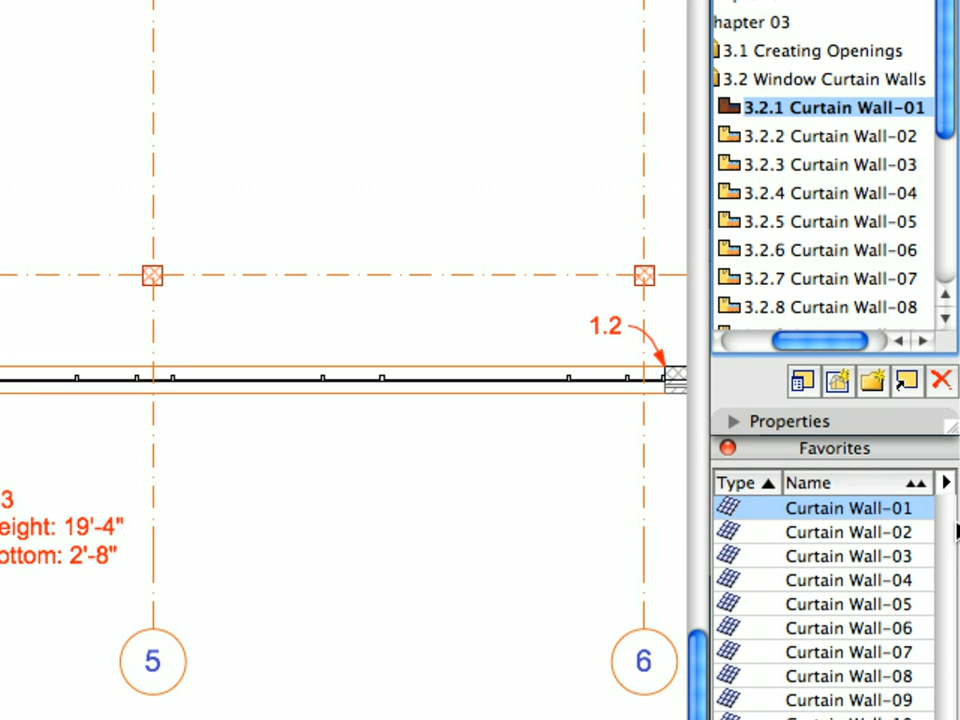 hapter 03
3.1 Creating Openings
3.2 Window Curtain Walls
3.2.1 Curtain Wall-01
3.2.2 Curtain Wall-02
3.2.3 Curtain Wall-03
3.2.4 Curtain Wall-04
3.2.5 Curtain Wall-05
3.2.6 Curtain Wall-06
3.2.7 Curtain Wall-07
3.2.8 Curtain Wall-08
1.2
3
eight: 19'-4"
ottom: 2'-8"
5
6
Properties
Favorites
Type Name
Curtain Wall-01
Curtain Wall-02
Curtain Wall-03
Curtain Wall-04
Curtain Wall-05
Curtain Wall-06
Curtain Wall-07
Curtain Wall-08
Curtain Wall-09